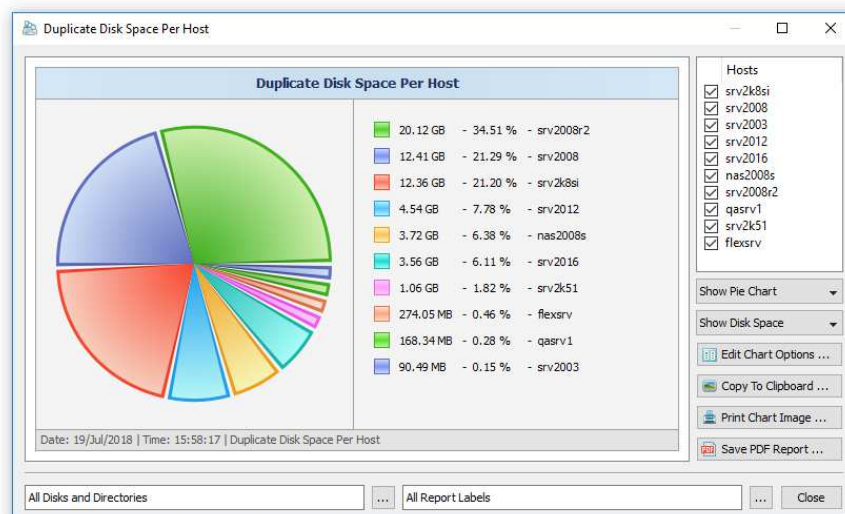 Duplicate Disk Space Per Host
Duplicate Disk Space Per Host
20.12 GB - 34.51 % - srv2008r2
12.41 GB - 21.29 % - srv2008
12.36 GB - 21.20 % - srv2k8si
4.54 GB - 7.78 % - srv2012
3.72 GB - 6.38 % - nas2008s
3.56 GB - 6.11 % - srv2016
1.06 GB - 1.82 % - srv2k51
274.05 MB - 0.46 % - flexsrv
168.34 MB - 0.28 % - qasrv1
90.49 MB - 0.15 % - srv2003
Date: 19/Jul/2018 | Time: 15:58:17 | Duplicate Disk Space Per Host
Hosts
srv2k8si
srv2008
srv2003
srv2012
srv2016
nas2008s
srv2008r2
qasrv1
srv2k51
flexsrv
Show Pie Chart
Show Disk Space
Edit Chart Options ...
Copy To Clipboard ...
Print Chart Image ...
PDF Save PDF Report ...
All Disks and Directories ... All Report Labels ... Close